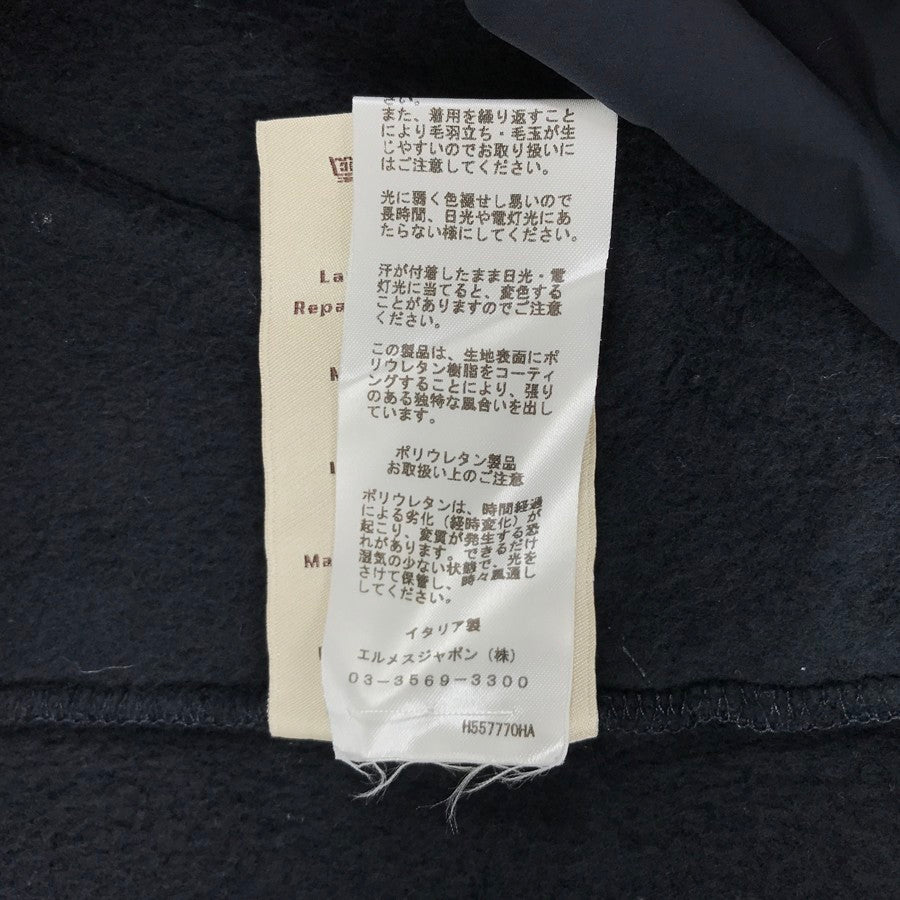 さい。
また、着用を繰り返すこと
により毛羽立ち・毛玉が生
じやすいのでお取り扱いに
はご注意してください。
光に弱く色褪せし易いので
長時間、日光や電灯光にあ
たらない様にしてください。
汗が付着したまま日光・電
灯光に当てると、変色する
ことがありますのでご注意
ください。
この製品は、生地表面にポ
リウレタン樹脂をコーティ
ングすることにより、張り
のある独特な風合いを出し
ています。
ポリウレタン製品
お取扱い上のご注意
ポリウレタンは、時間経過
による劣化(経時変化)が
起こり、変質が発生する恐
れがあります。できるだけ
湿気の少ない状態で、光を
さけて保管し、時々風通し
してください。
イタリア製
エルメスジャポン(株)
03-3569-3300
H557770HA
La
Repa
M
L
Ma